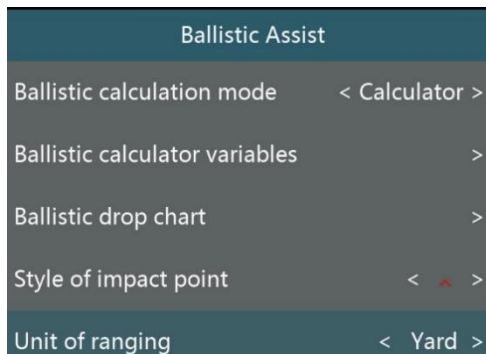 Ballistic Assist
Ballistic calculation mode < Calculator >
Ballistic calculator variables >
Ballistic drop chart >
Style of impact point < ^ >
Unit of ranging < Yard >